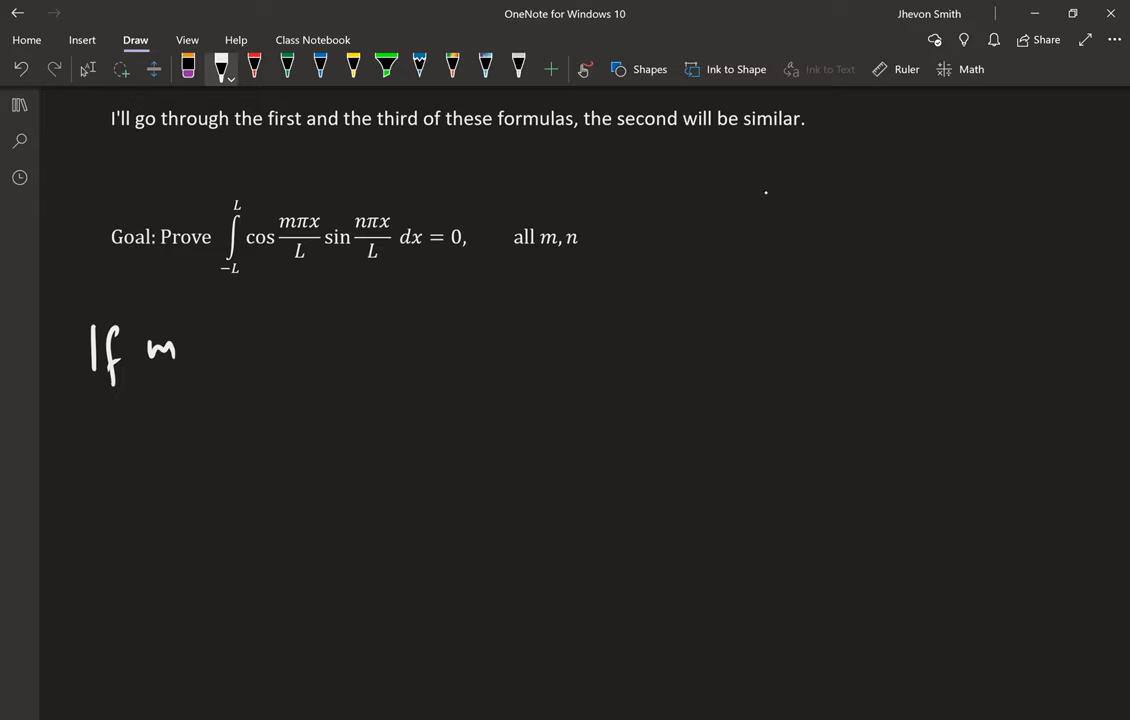 OneNote for Windows 10
Jhevon Smith
Home Insert Draw View Help Class Notebook
Share
Shapes Ink to Shape Ink to Text Ruler Math
I'll go through the first and the third of these formulas, the second will be similar.
Goal: Prove ∫_{-L}^{L} cos mπx/L sin nπx/L dx = 0, all m, n
If m